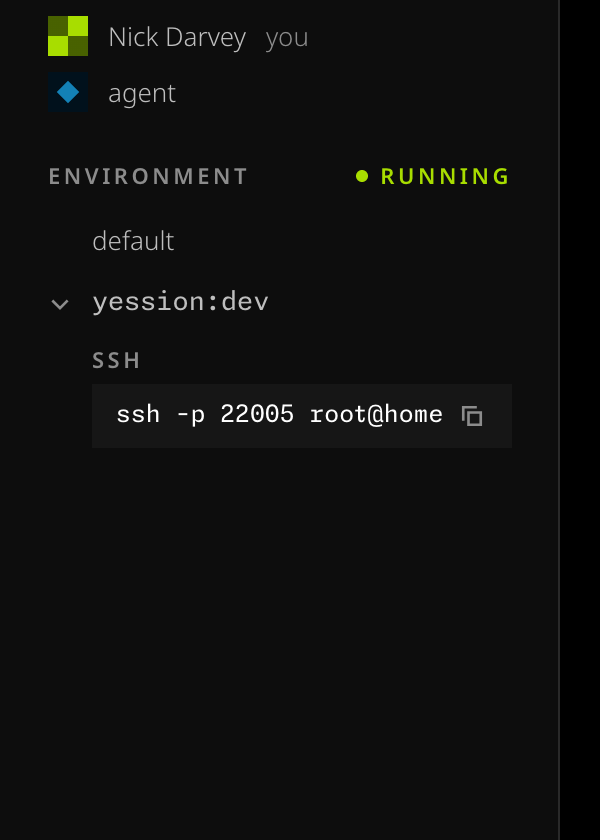 Nick Darvey you
agent
ENVIRONMENT RUNNING
default
yession:dev
SSH
ssh -p 22005 root@home